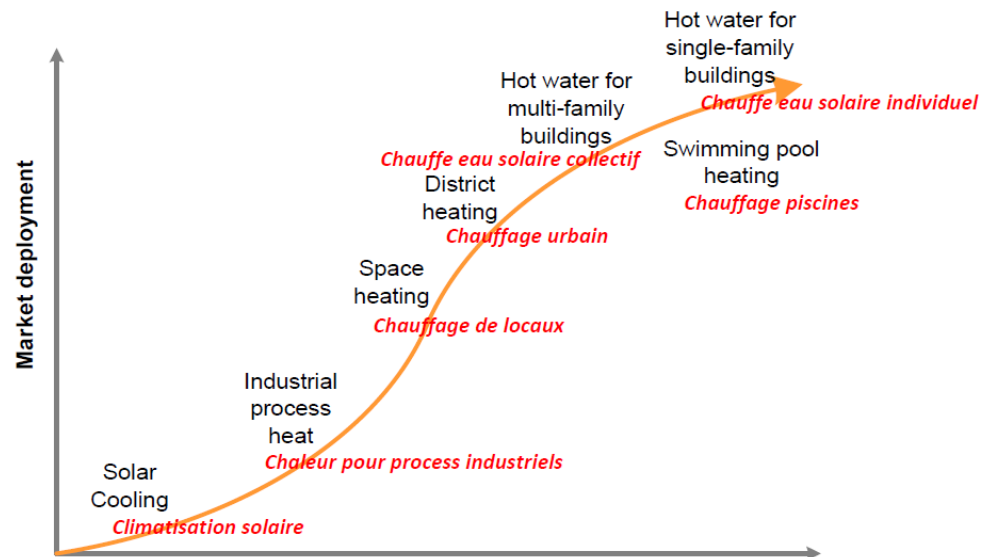 Hot water for
single-family
buildings
Chauffe eau solaire individuel
Hot water for
multi-family
buildings
Chauffe eau solaire collectif
Swimming pool
heating
Chauffage piscines
District
heating
Chauffage urbain
Space
heating
Chauffage de locaux
Market deployment
Industrial
process
heat
Chaleur pour process industriels
Solar
Cooling
Climatisation solaire